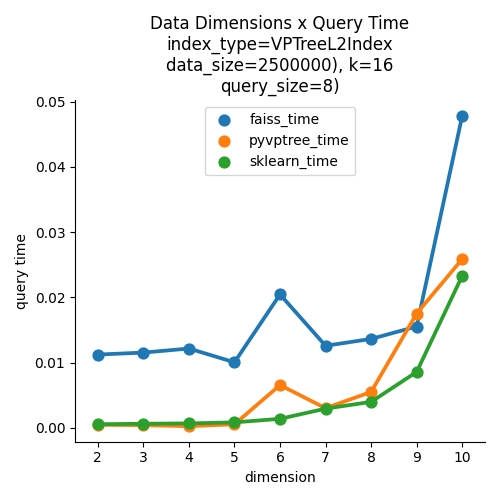 Data Dimensions x Query Time
index_type=VPTreeL2Index
data_size=2500000), k=16
query_size=8)
faiss_time
pyvptree_time
sklearn_time
query time
0.05
0.04
0.03
0.02
0.01
0.00
2 3 4 5 6 7 8 9 10
dimension